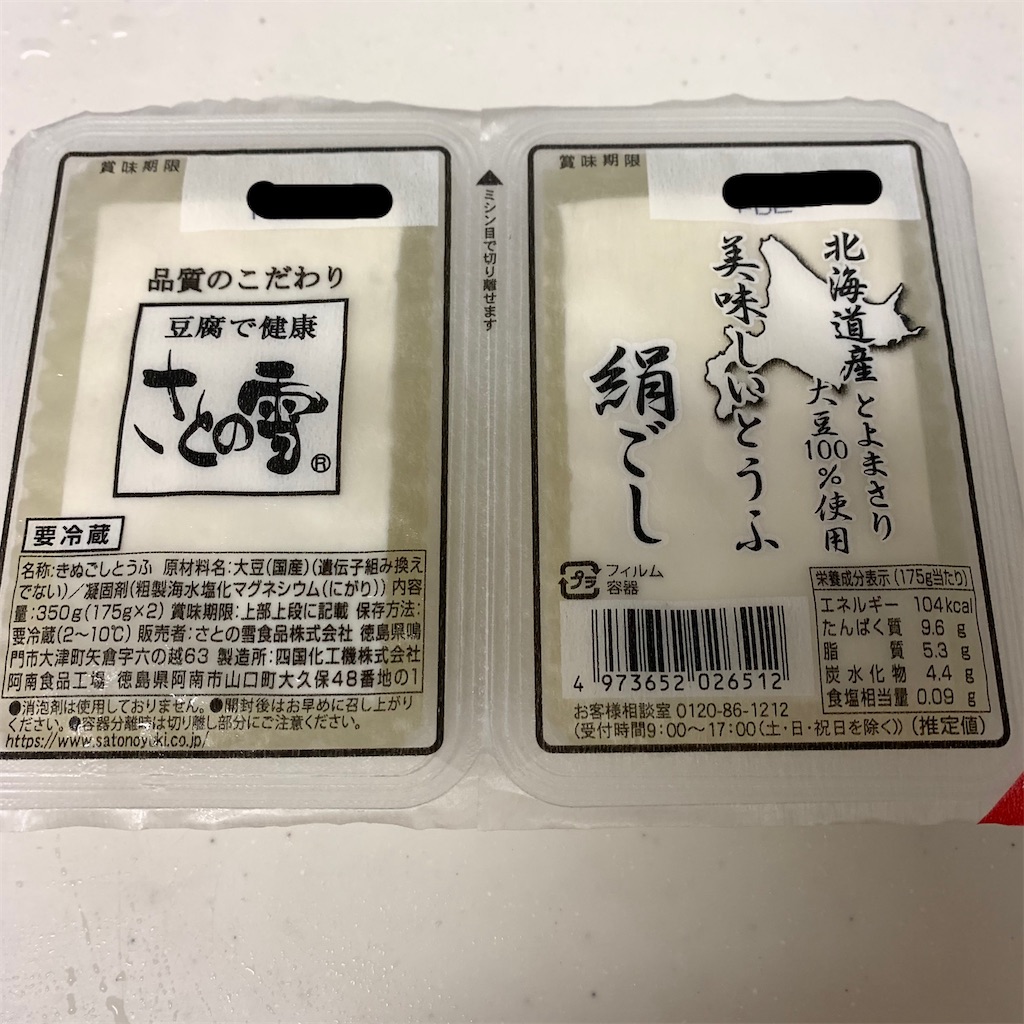 賞味期限
品質のこだわり
豆腐で健康
さとの雪®
要冷蔵
名称:きぬごしとうふ 原材料名:大豆(国産)(遺伝子組み換え
でない)/凝固剤(粗製海水塩化マグネシウム(にがり)) 内容
量:350g(175g×2) 賞味期限:上部上段に記載 保存方法:
要冷蔵(2~10℃) 販売者:さとの雪食品株式会社 徳島県鳴
門市大津町矢倉字六の越63 製造所:四国化工機株式会社
阿南食品工場 徳島県阿南市山口町大久保48番地の1
●消泡剤は使用しておりません。●開封後はお早めに召し上がり
ください。●容器分離時は切り離し部分にご注意ください。
https://www.satonoyuki.co.jp/
▲ミシン目で切り離せます
賞味期限
北海道産とよまさり
大豆100%使用
美味しいとうふ
絹ごし
プラ
フィルム
容器
4 973652 026512
お客様相談室 0120-86-1212
(受付時間9:00~17:00(土・日・祝日を除く))
栄養成分表示(175g当たり)
エネルギー 104kcal
たんぱく質 9.6 g
脂質 5.3 g
炭水化物 4.4 g
食塩相当量 0.09 g
(推定値)